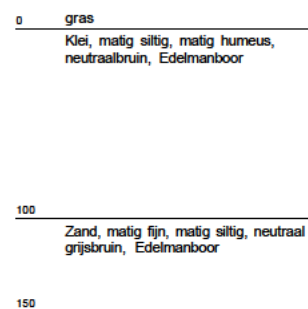 0 gras
Klei, matig siltig, matig humeus,
neutraalbruin, Edelmanboor
100
Zand, matig fijn, matig siltig, neutraal
grijsbruin, Edelmanboor
150